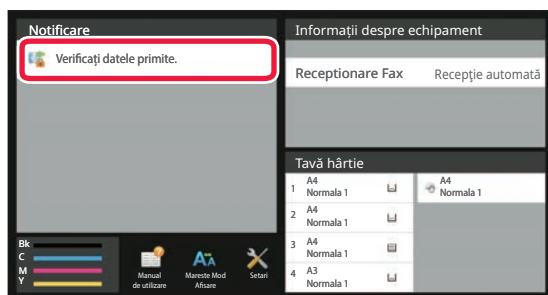 Notificare
Verificați datele primite.
Informații despre echipament
Receptionare Fax Recepție automată
Tavă hârtie
1 A4
Normala 1
A4
Normala 1
2 A4
Normala 1
3 A4
Normala 1
4 A3
Normala 1
Bk
C
M
Y
Manual
de utilizare
Mareste Mod
Afisare
Setari